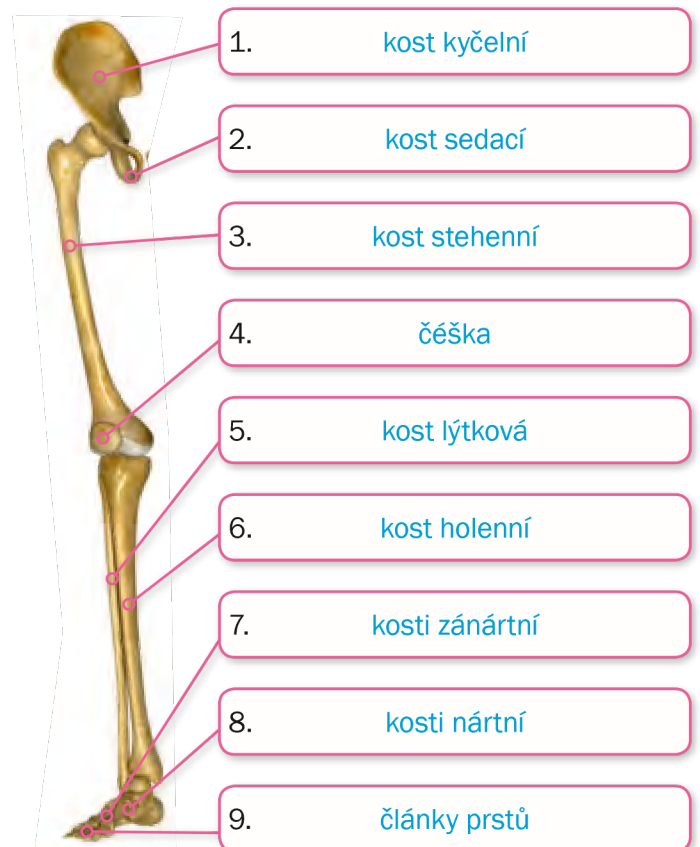 1. kost kyčelní
2. kost sedací
3. kost stehenní
4. čéška
5. kost lýtková
6. kost holenní
7. kosti zánártní
8. kosti nártní
9. články prstů